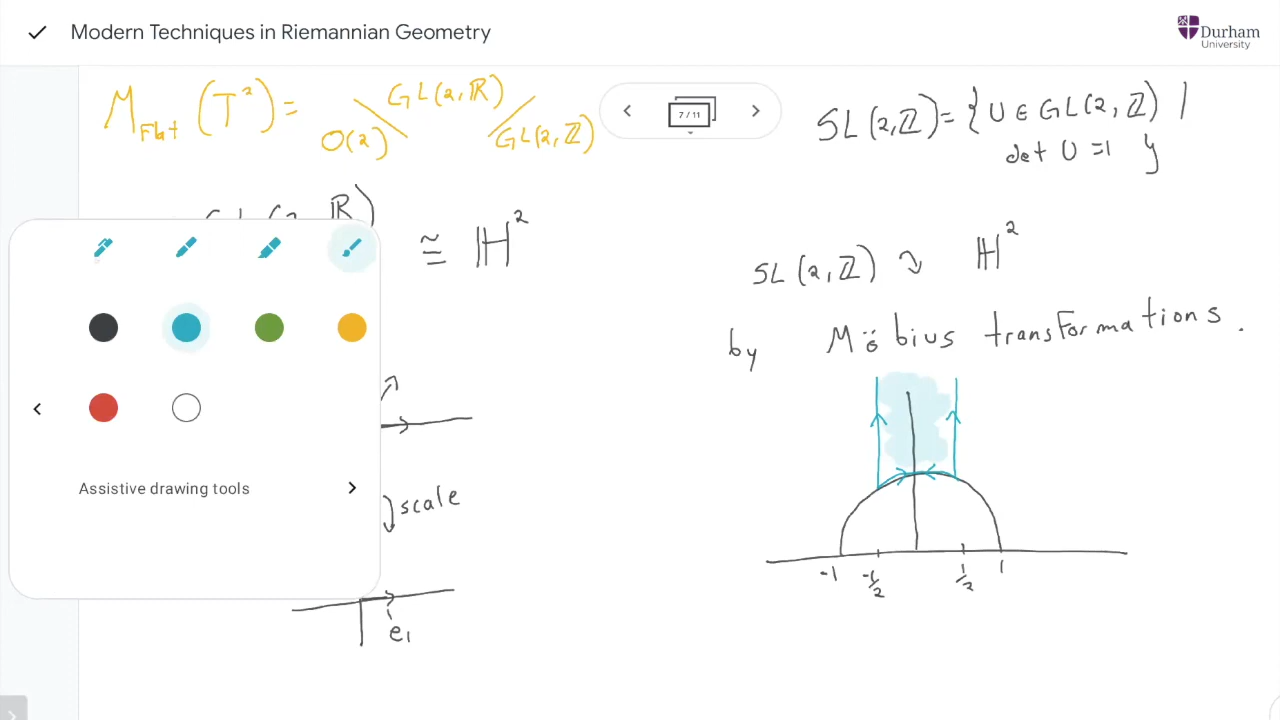 Modern Techniques in Riemannian Geometry
Durham
University
7 / 11
M_Flat (T²) = O(2) \ GL(2, ℝ) / GL(2, ℤ)
ℝ)
≅ ℍ²
scale
e₁
SL(2,ℤ) = { U ∈ GL(2, ℤ) |
det U = 1 }
SL(2,ℤ) ↷ ℍ²
by Möbius transformations.
-1 -1/2 1/2 1
Assistive drawing tools